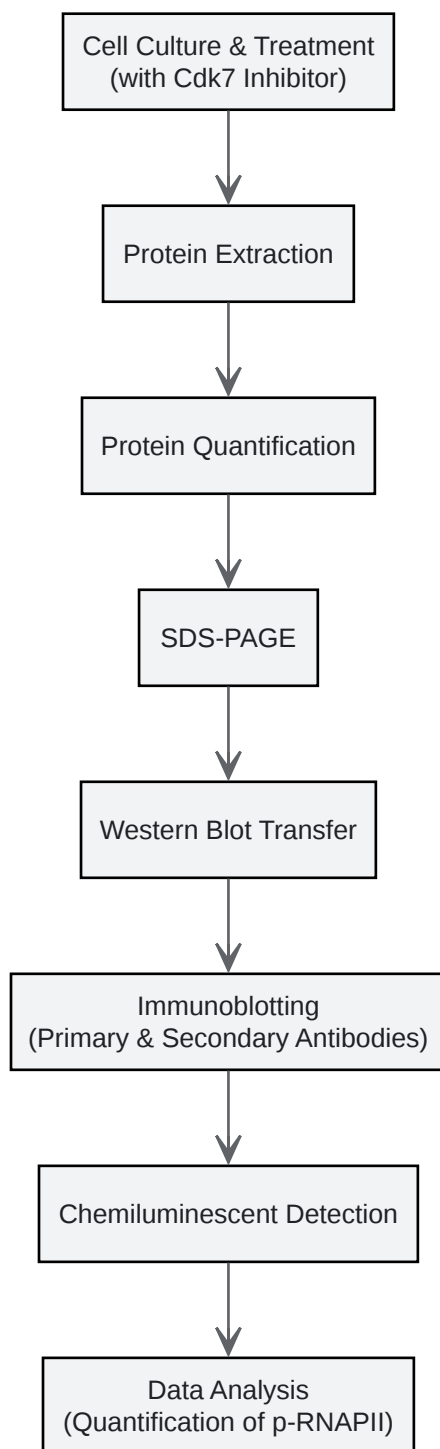 Cell Culture & Treatment
(with Cdk7 Inhibitor)
Protein Extraction
Protein Quantification
SDS-PAGE
Western Blot Transfer
Immunoblotting
(Primary & Secondary Antibodies)
Chemiluminescent Detection
Data Analysis
(Quantification of p-RNAPII)